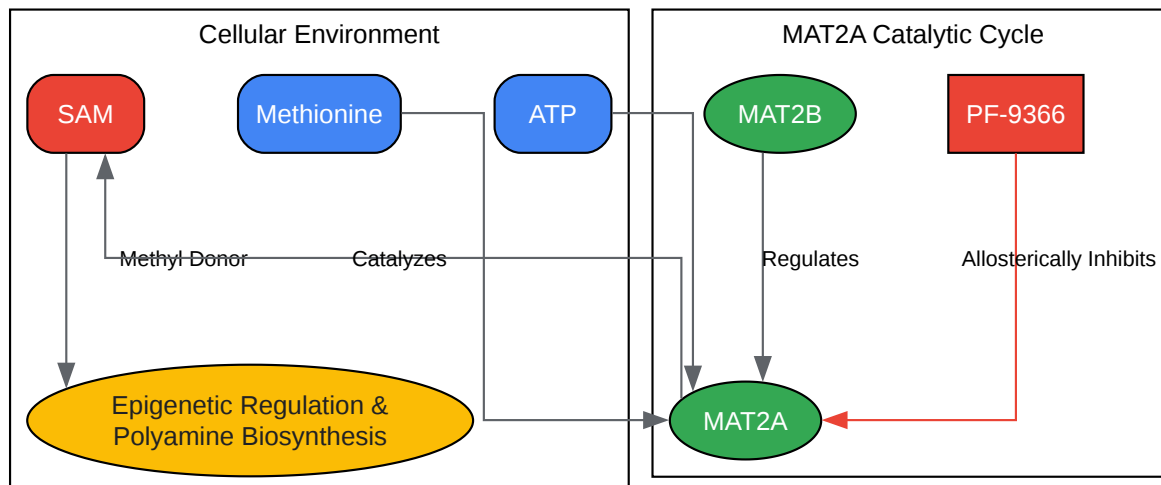 Cellular Environment
MAT2A Catalytic Cycle
SAM
Methionine
ATP
MAT2B
PF-9366
Methyl Donor
Catalyzes
Regulates
Allosterically Inhibits
Epigenetic Regulation &
Polyamine Biosynthesis
MAT2A